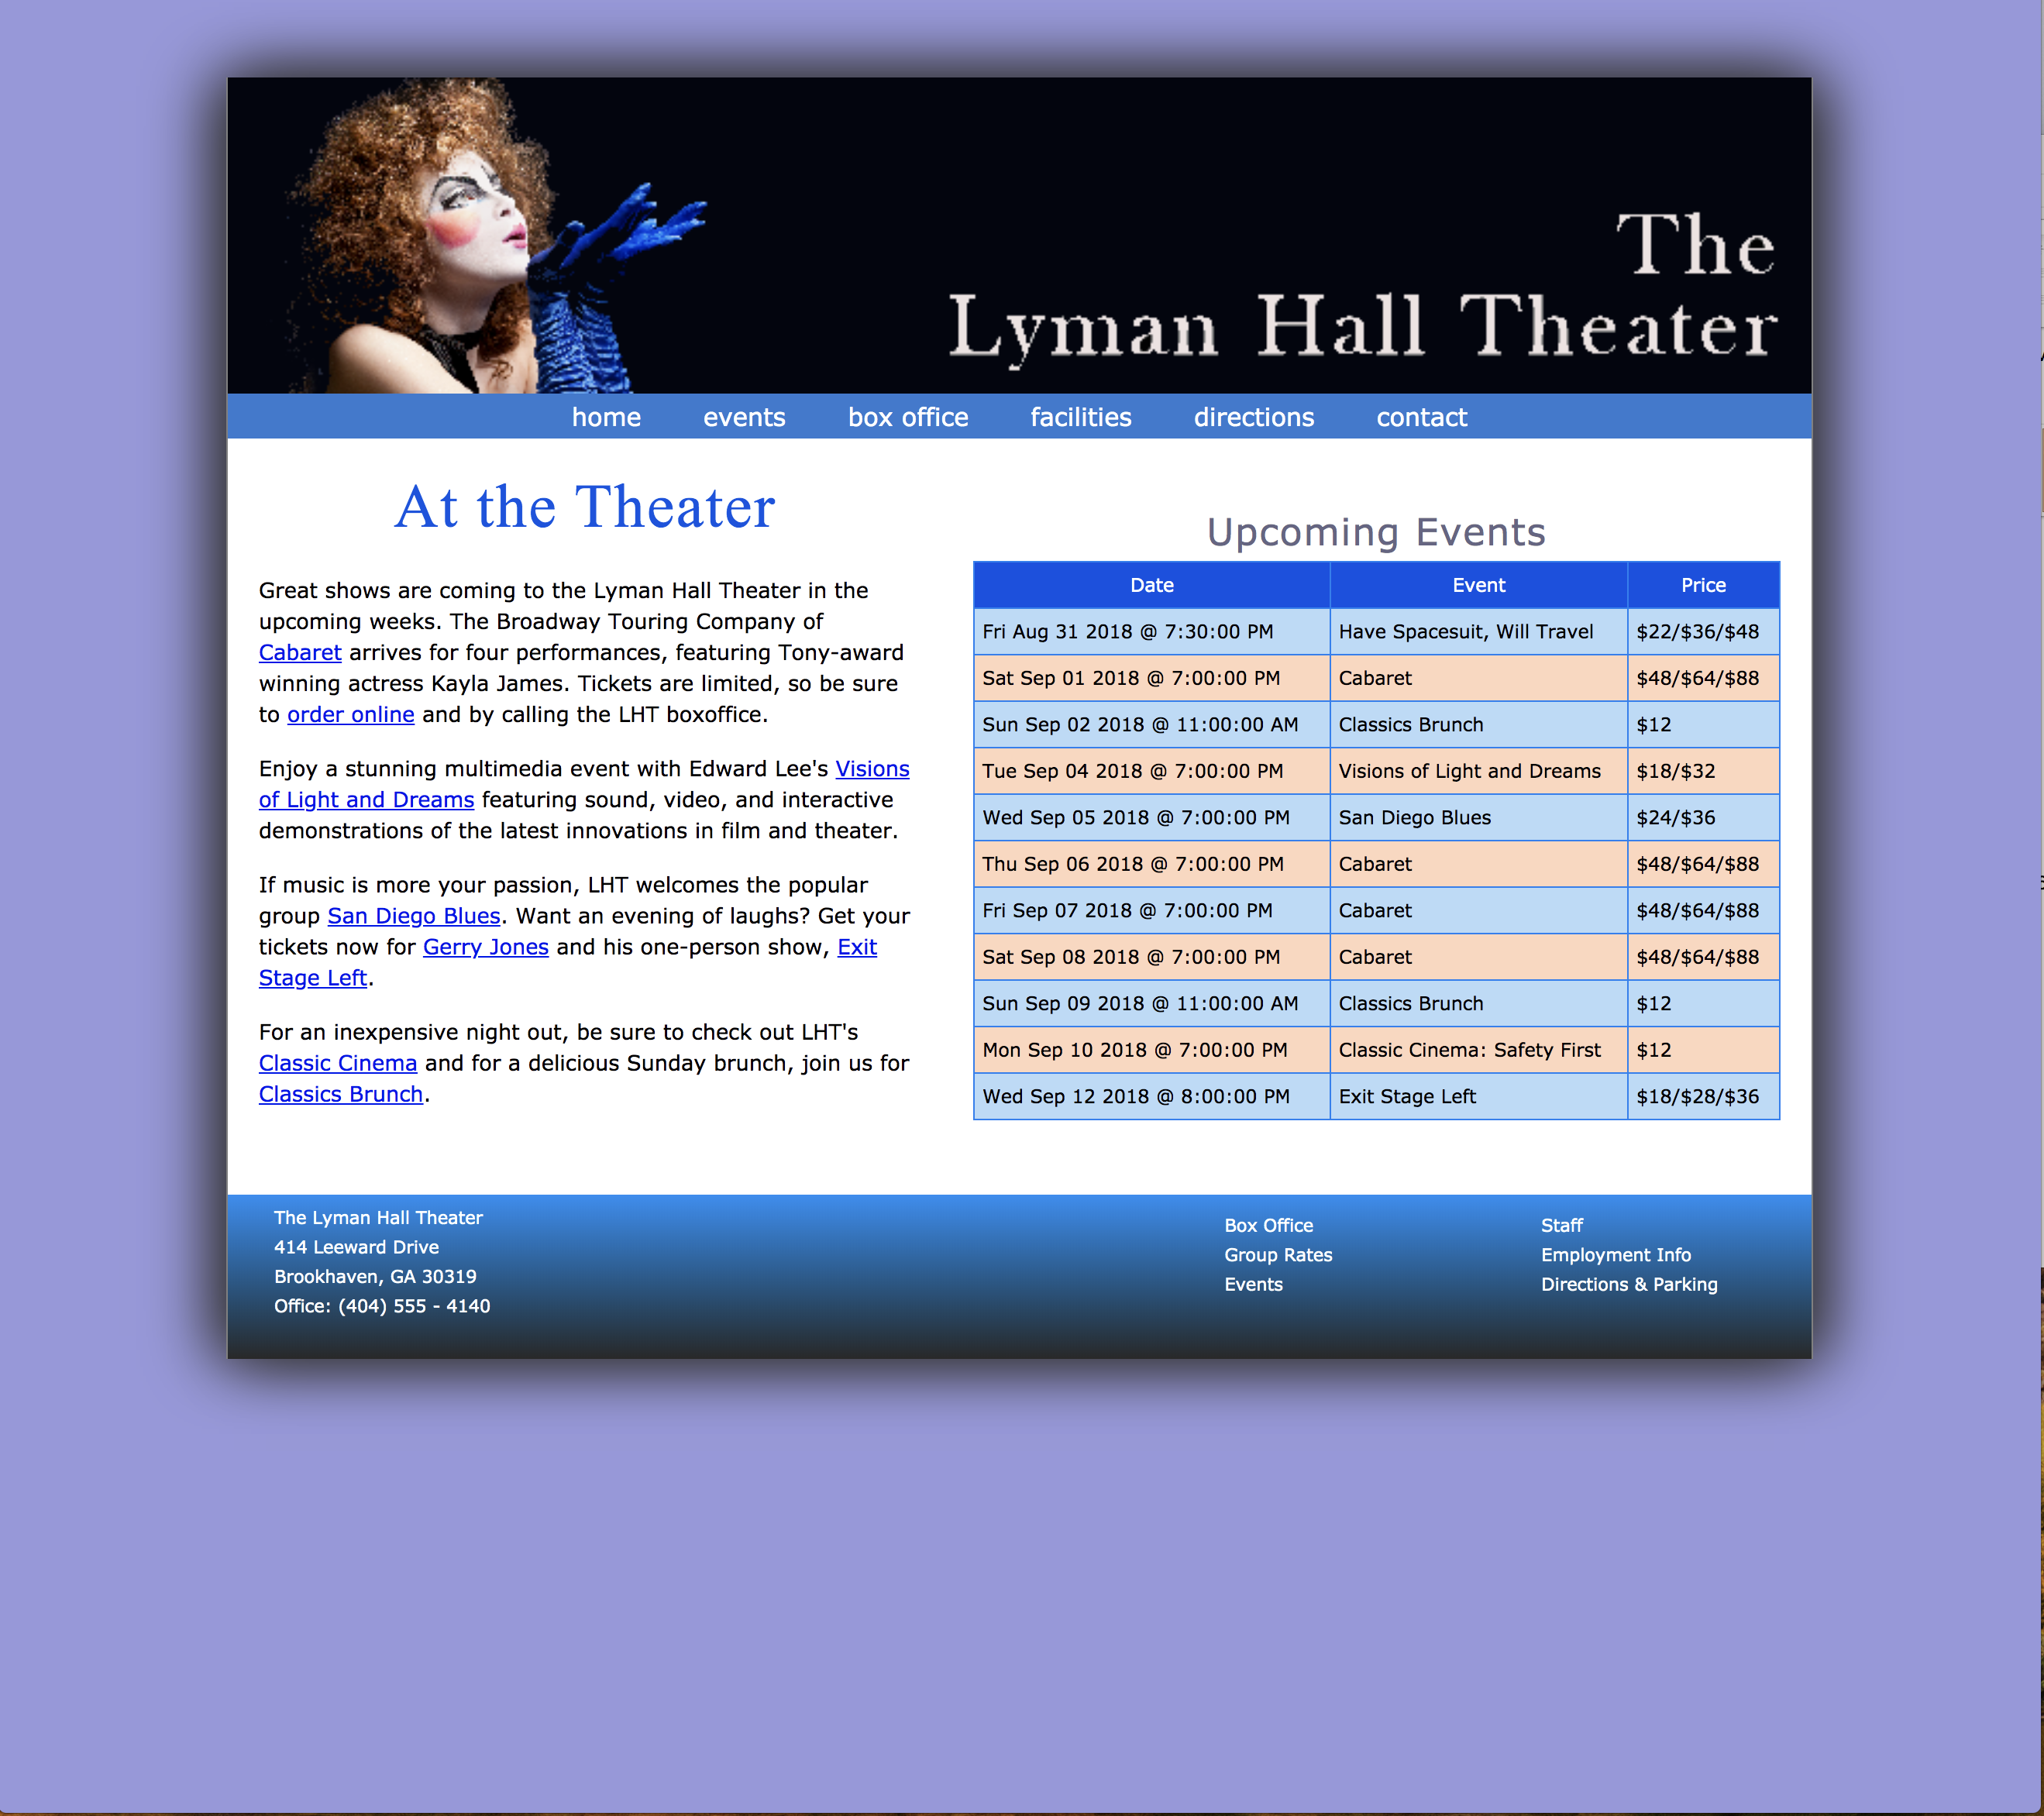 The
Lyman Hall Theater
home events box office facilities directions contact
At the Theater
Great shows are coming to the Lyman Hall Theater in the
upcoming weeks. The Broadway Touring Company of
Cabaret arrives for four performances, featuring Tony-award
winning actress Kayla James. Tickets are limited, so be sure
to order online and by calling the LHT boxoffice.
Enjoy a stunning multimedia event with Edward Lee's Visions
of Light and Dreams featuring sound, video, and interactive
demonstrations of the latest innovations in film and theater.
If music is more your passion, LHT welcomes the popular
group San Diego Blues. Want an evening of laughs? Get your
tickets now for Gerry Jones and his one-person show, Exit
Stage Left.
For an inexpensive night out, be sure to check out LHT's
Classic Cinema and for a delicious Sunday brunch, join us for
Classics Brunch.
Upcoming Events
Date Event Price
Fri Aug 31 2018 @ 7:30:00 PM Have Spacesuit, Will Travel $22/$36/$48
Sat Sep 01 2018 @ 7:00:00 PM Cabaret $48/$64/$88
Sun Sep 02 2018 @ 11:00:00 AM Classics Brunch $12
Tue Sep 04 2018 @ 7:00:00 PM Visions of Light and Dreams $18/$32
Wed Sep 05 2018 @ 7:00:00 PM San Diego Blues $24/$36
Thu Sep 06 2018 @ 7:00:00 PM Cabaret $48/$64/$88
Fri Sep 07 2018 @ 7:00:00 PM Cabaret $48/$64/$88
Sat Sep 08 2018 @ 7:00:00 PM Cabaret $48/$64/$88
Sun Sep 09 2018 @ 11:00:00 AM Classics Brunch $12
Mon Sep 10 2018 @ 7:00:00 PM Classic Cinema: Safety First $12
Wed Sep 12 2018 @ 8:00:00 PM Exit Stage Left $18/$28/$36
The Lyman Hall Theater
414 Leeward Drive
Brookhaven, GA 30319
Office: (404) 555 - 4140
Box Office
Group Rates
Events
Staff
Employment Info
Directions & Parking